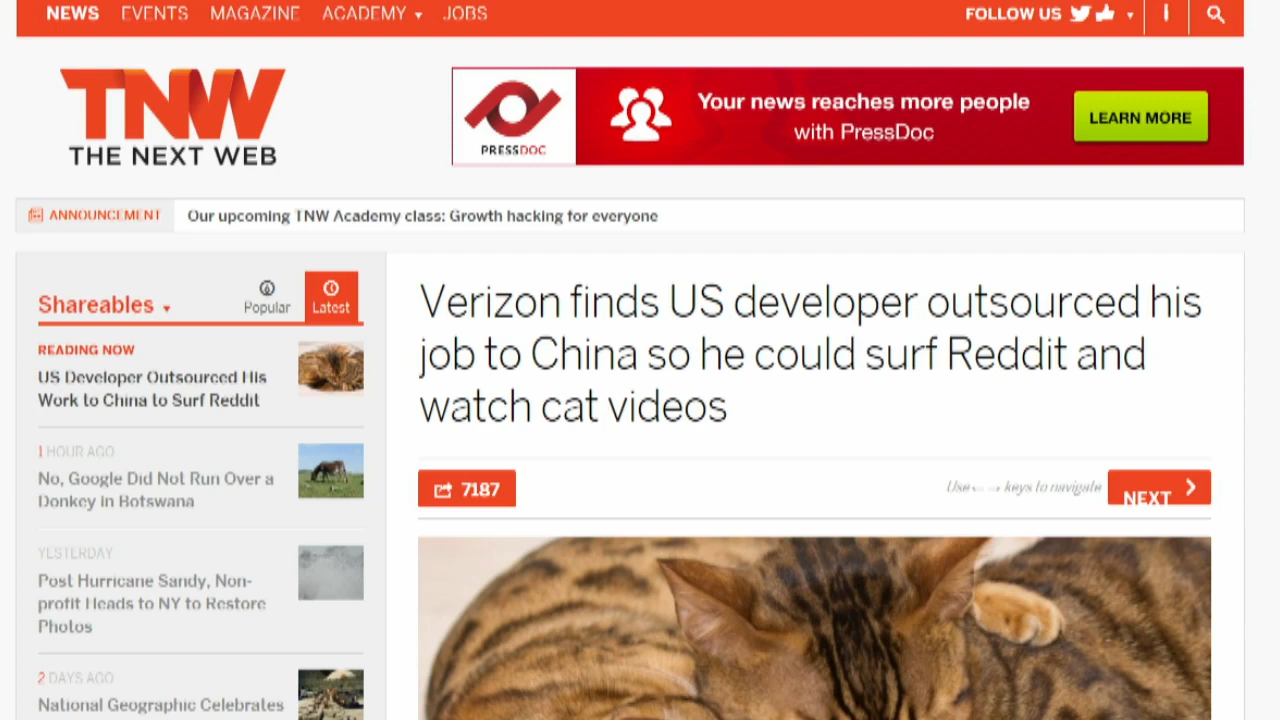 NEWS EVENTS MAGAZINE ACADEMY JOBS FOLLOW US
TNW
THE NEXT WEB
PRESSDOC
Your news reaches more people
with PressDoc
LEARN MORE
ANNOUNCEMENT Our upcoming TNW Academy class: Growth hacking for everyone
Shareables
Popular
Latest
READING NOW
US Developer Outsourced His
Work to China to Surf Reddit
1 HOUR AGO
No, Google Did Not Run Over a
Donkey in Botswana
YESTERDAY
Post Hurricane Sandy, Non-
profit Heads to NY to Restore
Photos
2 DAYS AGO
National Geographic Celebrates
Verizon finds US developer outsourced his
job to China so he could surf Reddit and
watch cat videos
7187
Use ← → keys to navigate
NEXT